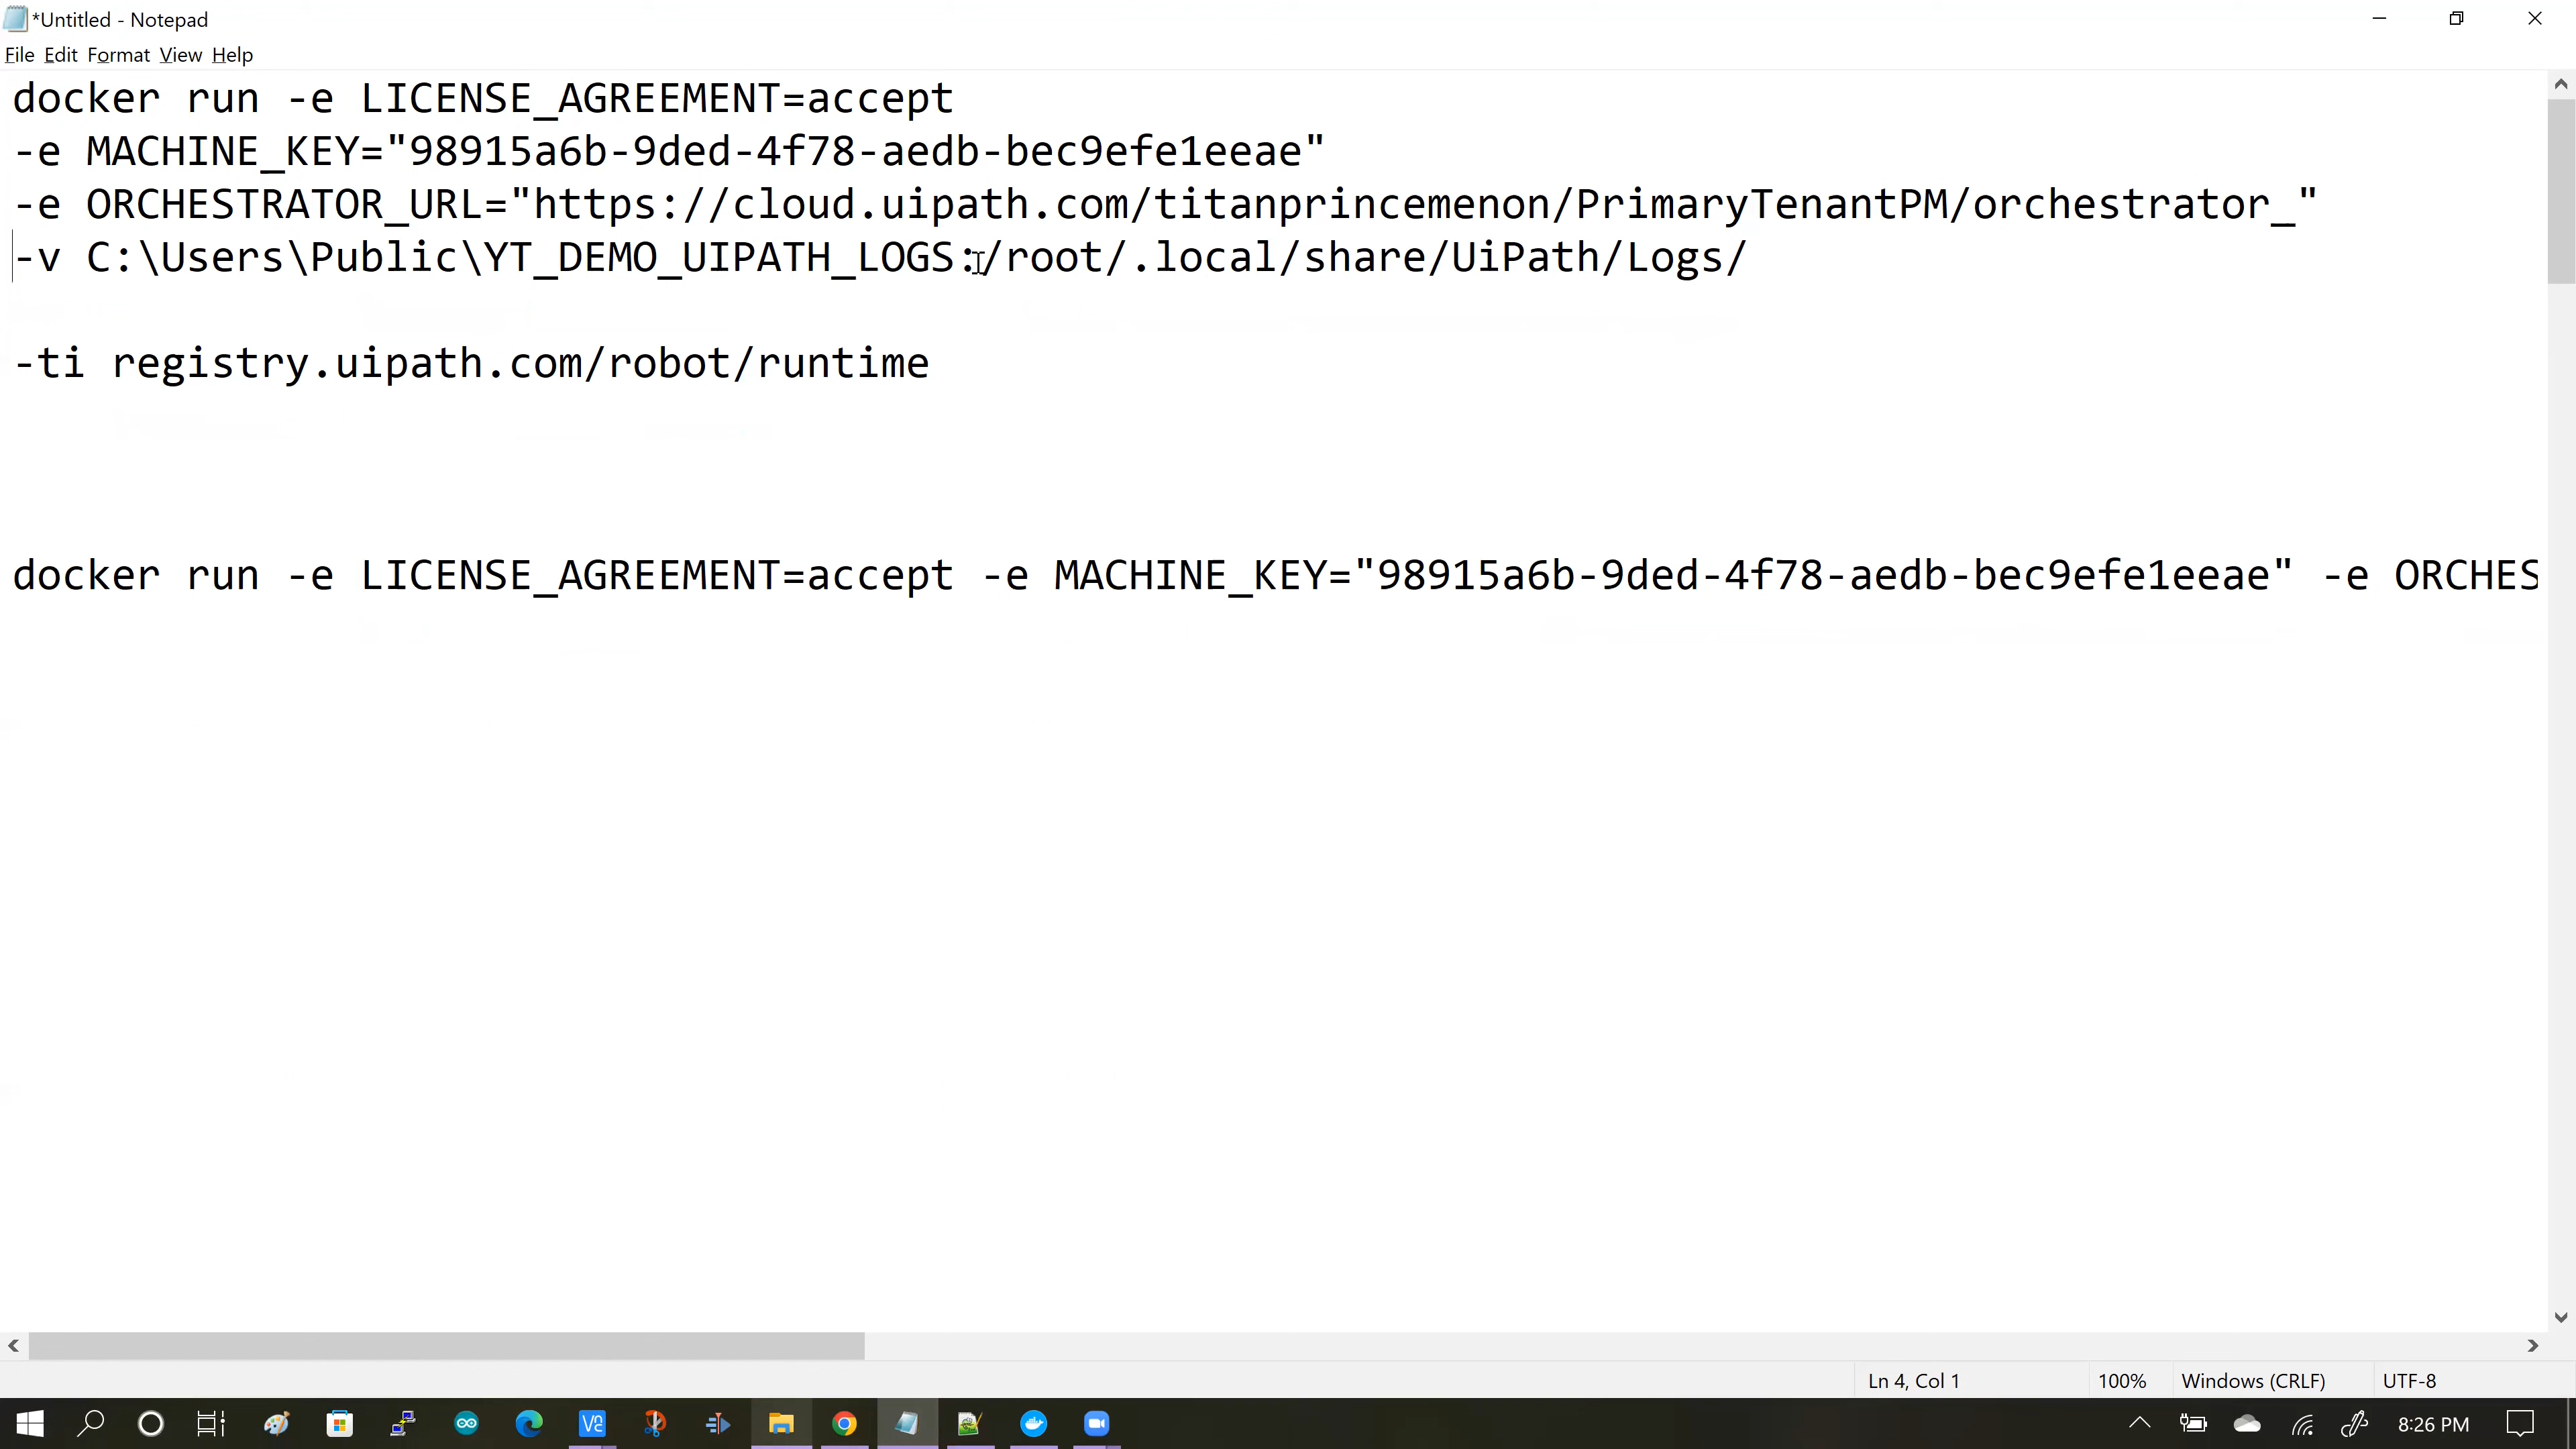 *Untitled - Notepad
File Edit Format View Help
docker run -e LICENSE_AGREEMENT=accept
-e MACHINE_KEY="98915a6b-9ded-4f78-aedb-bec9efe1eeae"
-e ORCHESTRATOR_URL="https://cloud.uipath.com/titanprincemenon/PrimaryTenantPM/orchestrator_"
-v C:\Users\Public\YT_DEMO_UIPATH_LOGS:/root/.local/share/UiPath/Logs/
-ti registry.uipath.com/robot/runtime
docker run -e LICENSE_AGREEMENT=accept -e MACHINE_KEY="98915a6b-9ded-4f78-aedb-bec9efe1eeae" -e ORCHES
Ln 4, Col 1 100% Windows (CRLF) UTF-8
8:26 PM